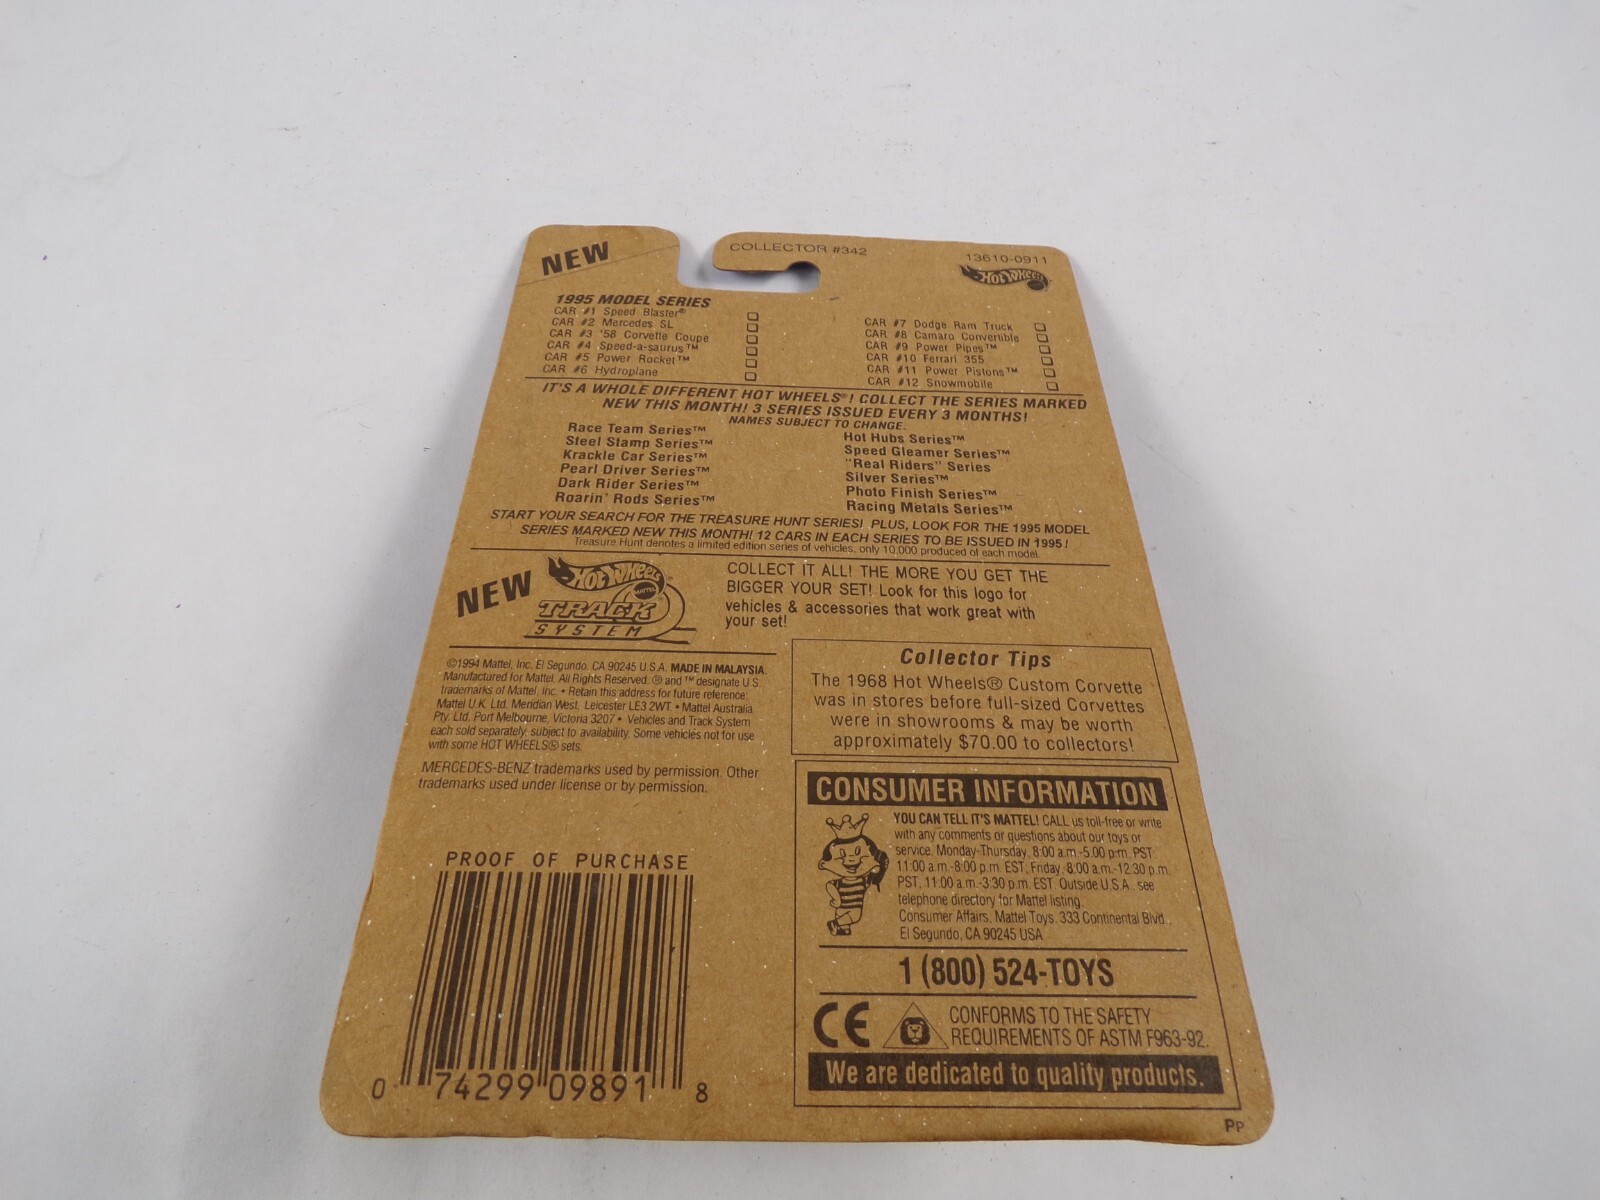 NEW
COLLECTOR #342
13610-0911
HOT WHEELS
1995 MODEL SERIES
CAR #1 Speed Blaster®
CAR #2 Mercedes SL
CAR #3 '58 Corvette Coupe
CAR #4 Speed-a-saurus™
CAR #5 Power Rocket™
CAR #6 Hydroplane
CAR #7 Dodge Ram Truck
CAR #8 Camaro Convertible
CAR #9 Power Pipes™
CAR #10 Ferrari 355
CAR #11 Power Pistons™
CAR #12 Snowmobile
IT'S A WHOLE DIFFERENT HOT WHEELS®! COLLECT THE SERIES MARKED
NEW THIS MONTH! 3 SERIES ISSUED EVERY 3 MONTHS!
NAMES SUBJECT TO CHANGE.
Race Team Series™
Steel Stamp Series™
Krackle Car Series™
Pearl Driver Series™
Dark Rider Series™
Roarin' Rods Series™
Hot Hubs Series™
Speed Gleamer Series™
"Real Riders" Series
Silver Series™
Photo Finish Series™
Racing Metals Series™
START YOUR SEARCH FOR THE TREASURE HUNT SERIES! PLUS, LOOK FOR THE 1995 MODEL
SERIES MARKED NEW THIS MONTH! 12 CARS IN EACH SERIES TO BE ISSUED IN 1995!
Treasure Hunt denotes a limited edition series of vehicles, only 10,000 produced of each model.
NEW
HOT WHEELS
MATTEL
TRACK
SYSTEM
COLLECT IT ALL! THE MORE YOU GET THE
BIGGER YOUR SET! Look for this logo for
vehicles & accessories that work great with
your set!
©1994 Mattel, Inc. El Segundo, CA 90245 U.S.A. MADE IN MALAYSIA.
Manufactured for Mattel. All Rights Reserved. ® and ™ designate U.S.
trademarks of Mattel, Inc. • Retain this address for future reference:
Mattel U.K. Ltd. Meridian West, Leicester LE3 2WT. • Mattel Australia
Pty. Ltd. Port Melbourne, Victoria 3207 • Vehicles and Track System
each sold separately, subject to availability. Some vehicles not for use
with some HOT WHEELS® sets.
MERCEDES-BENZ trademarks used by permission. Other
trademarks used under license or by permission.
Collector Tips
The 1968 Hot Wheels® Custom Corvette
was in stores before full-sized Corvettes
were in showrooms & may be worth
approximately $70.00 to collectors!
CONSUMER INFORMATION
YOU CAN TELL IT'S MATTEL! CALL us toll-free or write
with any comments or questions about our toys or
service, Monday-Thursday, 8:00 a.m.-5:00 p.m. PST,
11:00 a.m.-8:00 p.m. EST, Friday, 8:00 a.m.-12:30 p.m.
PST, 11:00 a.m.-3:30 p.m. EST. Outside U.S.A., see
telephone directory for Mattel listing.
Consumer Affairs, Mattel Toys, 333 Continental Blvd.,
El Segundo, CA 90245 USA
1 (800) 524-TOYS
CE
CONFORMS TO THE SAFETY
REQUIREMENTS OF ASTM F963-92.
We are dedicated to quality products.
PROOF OF PURCHASE
0 74299 09891 8
PP